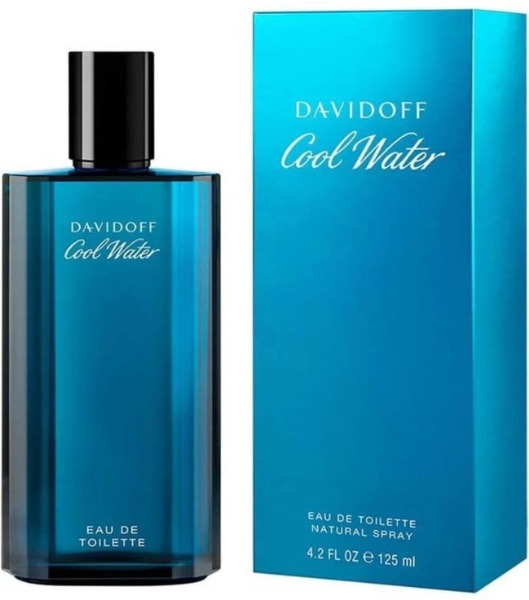 DAVIDOFF
Cool Water
EAU DE
TOILETTE
DAVIDOFF
Cool Water
EAU DE TOILETTE
NATURAL SPRAY
4.2 FL OZ e 125 ml